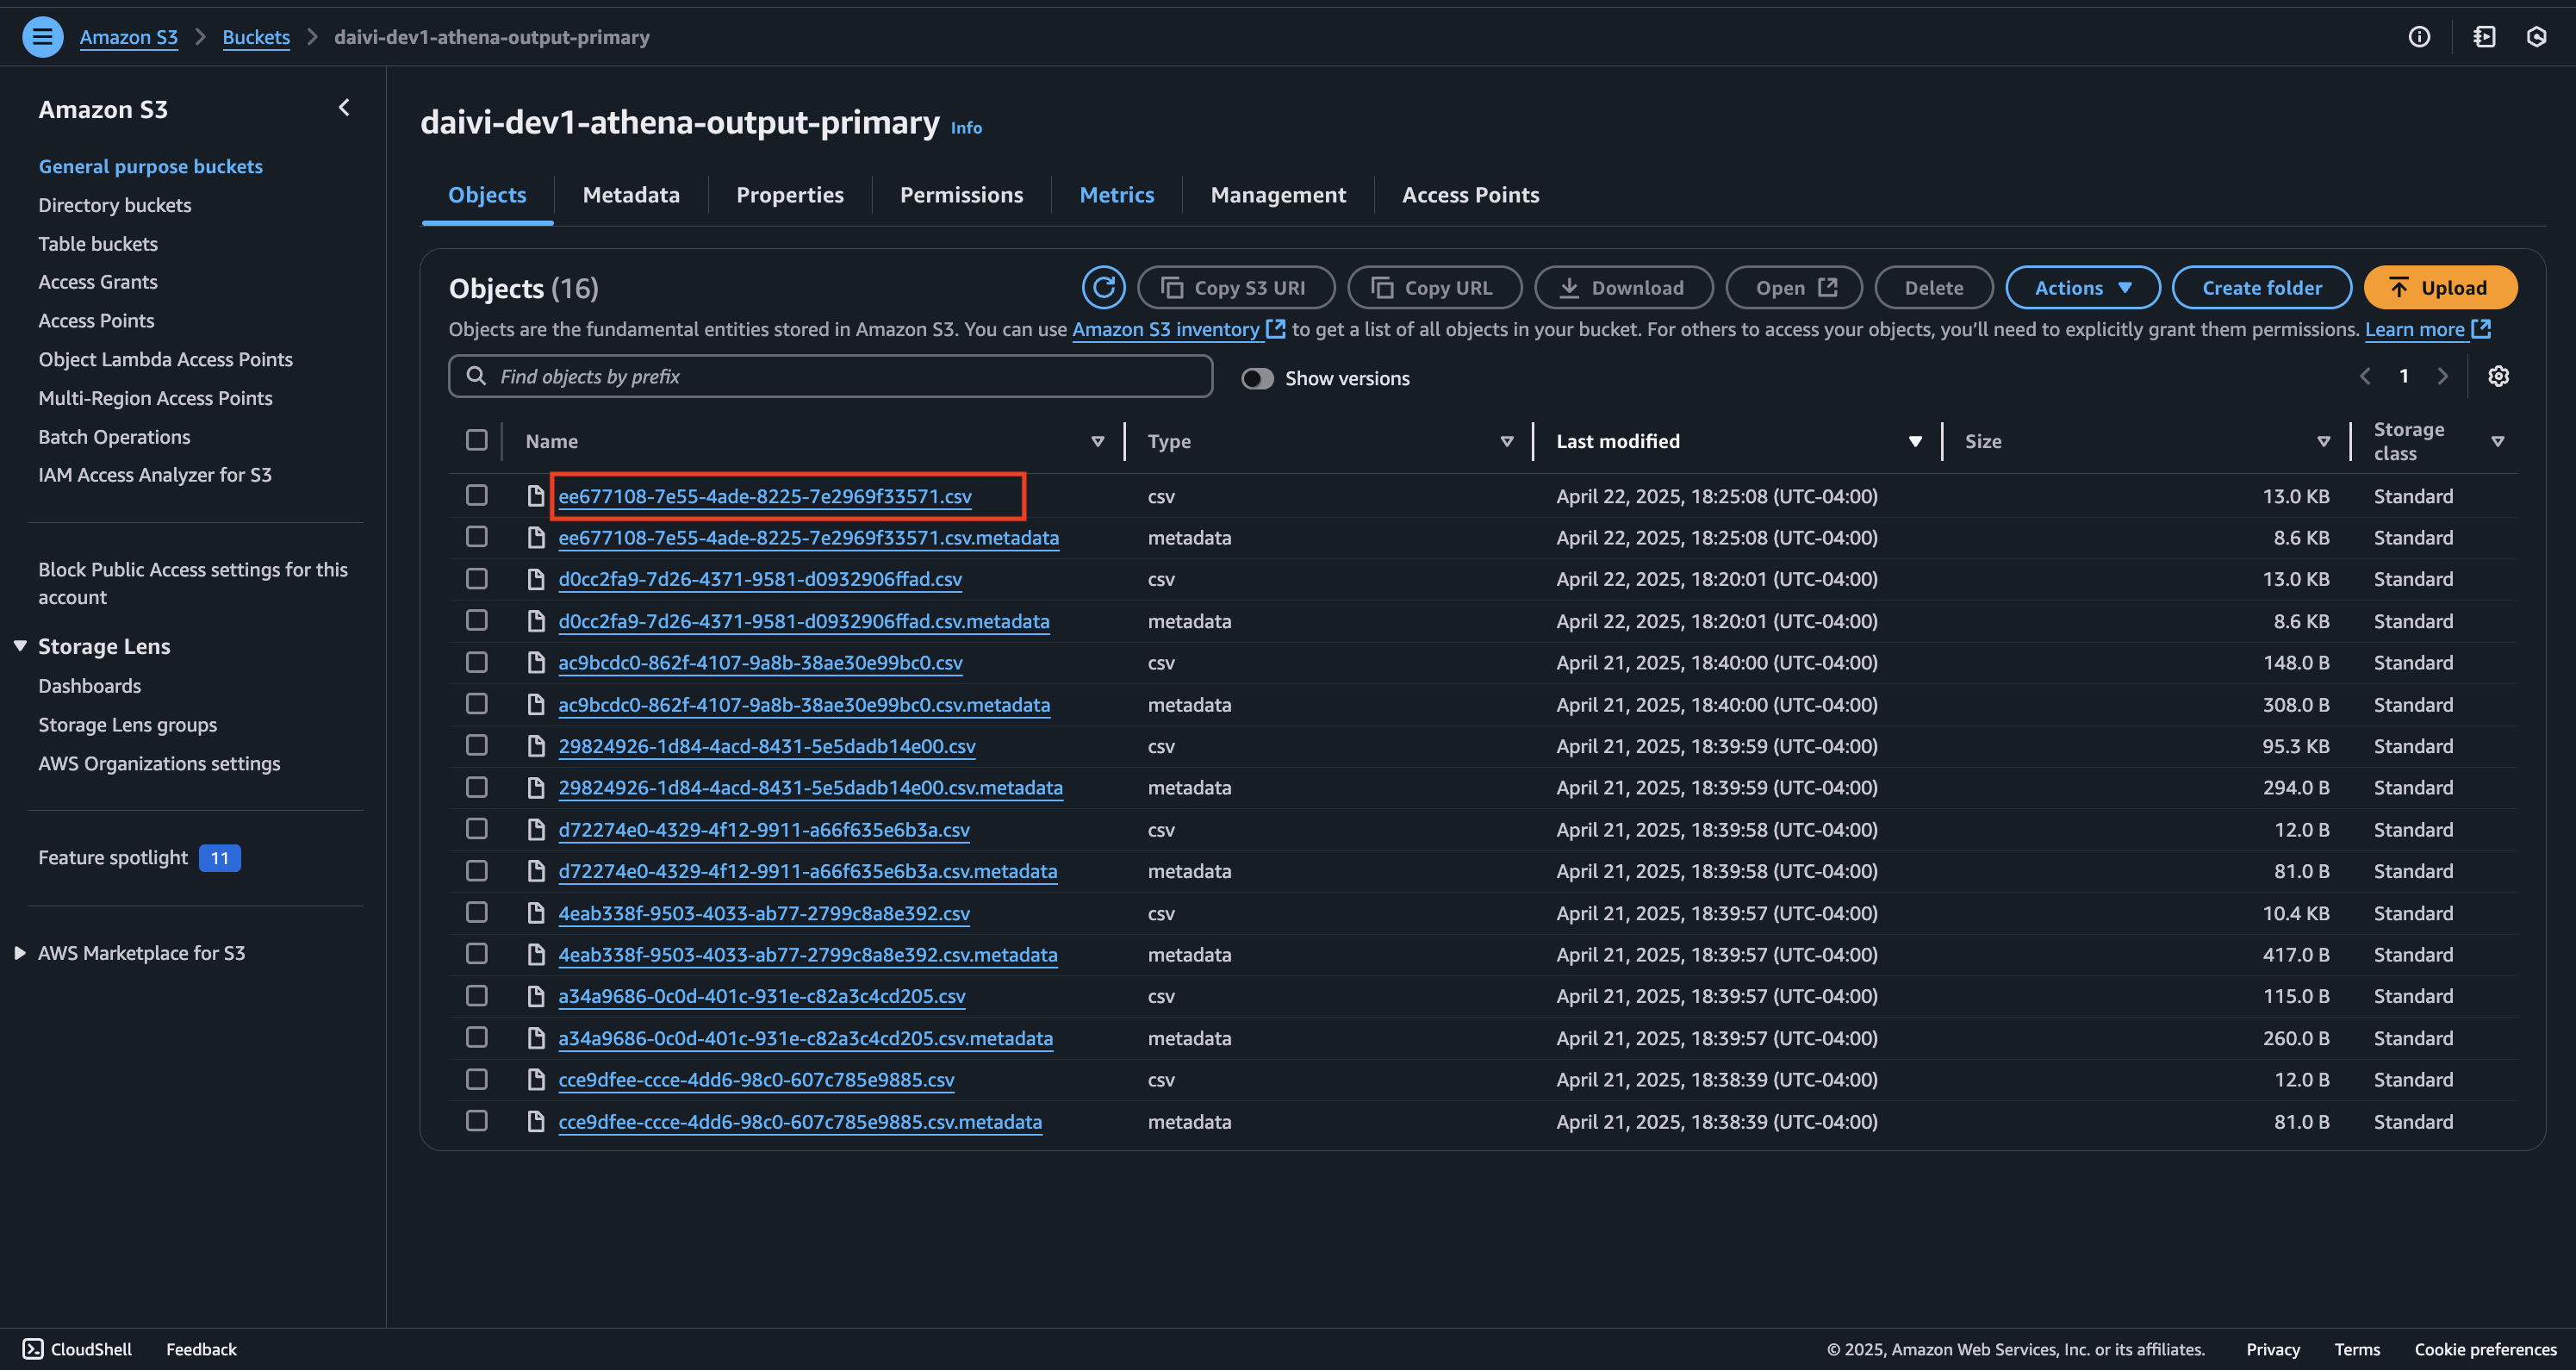 Amazon S3 > Buckets > daivi-dev1-athena-output-primary
Amazon S3
General purpose buckets
Directory buckets
Table buckets
Access Grants
Access Points
Object Lambda Access Points
Multi-Region Access Points
Batch Operations
IAM Access Analyzer for S3
Block Public Access settings for this
account
Storage Lens
Dashboards
Storage Lens groups
AWS Organizations settings
Feature spotlight 11
AWS Marketplace for S3
daivi-dev1-athena-output-primary Info
Objects Metadata Properties Permissions Metrics Management Access Points
Objects (16)
Copy S3 URI Copy URL Download Open Delete Actions Create folder Upload
Objects are the fundamental entities stored in Amazon S3. You can use Amazon S3 inventory to get a list of all objects in your bucket. For others to access your objects, you’ll need to explicitly grant them permissions. Learn more
Find objects by prefix Show versions 1
Name Type Last modified Size Storage
class
ee677108-7e55-4ade-8225-7e2969f33571.csv csv April 22, 2025, 18:25:08 (UTC-04:00) 13.0 KB Standard
ee677108-7e55-4ade-8225-7e2969f33571.csv.metadata metadata April 22, 2025, 18:25:08 (UTC-04:00) 8.6 KB Standard
d0cc2fa9-7d26-4371-9581-d0932906ffad.csv csv April 22, 2025, 18:20:01 (UTC-04:00) 13.0 KB Standard
d0cc2fa9-7d26-4371-9581-d0932906ffad.csv.metadata metadata April 22, 2025, 18:20:01 (UTC-04:00) 8.6 KB Standard
ac9bcdc0-862f-4107-9a8b-38ae30e99bc0.csv csv April 21, 2025, 18:40:00 (UTC-04:00) 148.0 B Standard
ac9bcdc0-862f-4107-9a8b-38ae30e99bc0.csv.metadata metadata April 21, 2025, 18:40:00 (UTC-04:00) 308.0 B Standard
29824926-1d84-4acd-8431-5e5dadb14e00.csv csv April 21, 2025, 18:39:59 (UTC-04:00) 95.3 KB Standard
29824926-1d84-4acd-8431-5e5dadb14e00.csv.metadata metadata April 21, 2025, 18:39:59 (UTC-04:00) 294.0 B Standard
d72274e0-4329-4f12-9911-a66f635e6b3a.csv csv April 21, 2025, 18:39:58 (UTC-04:00) 12.0 B Standard
d72274e0-4329-4f12-9911-a66f635e6b3a.csv.metadata metadata April 21, 2025, 18:39:58 (UTC-04:00) 81.0 B Standard
4eab338f-9503-4033-ab77-2799c8a8e392.csv csv April 21, 2025, 18:39:57 (UTC-04:00) 10.4 KB Standard
4eab338f-9503-4033-ab77-2799c8a8e392.csv.metadata metadata April 21, 2025, 18:39:57 (UTC-04:00) 417.0 B Standard
a34a9686-0c0d-401c-931e-c82a3c4cd205.csv csv April 21, 2025, 18:39:57 (UTC-04:00) 115.0 B Standard
a34a9686-0c0d-401c-931e-c82a3c4cd205.csv.metadata metadata April 21, 2025, 18:39:57 (UTC-04:00) 260.0 B Standard
cce9dfee-ccce-4dd6-98c0-607c785e9885.csv csv April 21, 2025, 18:38:39 (UTC-04:00) 12.0 B Standard
cce9dfee-ccce-4dd6-98c0-607c785e9885.csv.metadata metadata April 21, 2025, 18:38:39 (UTC-04:00) 81.0 B Standard
CloudShell Feedback © 2025, Amazon Web Services, Inc. or its affiliates. Privacy Terms Cookie preferences